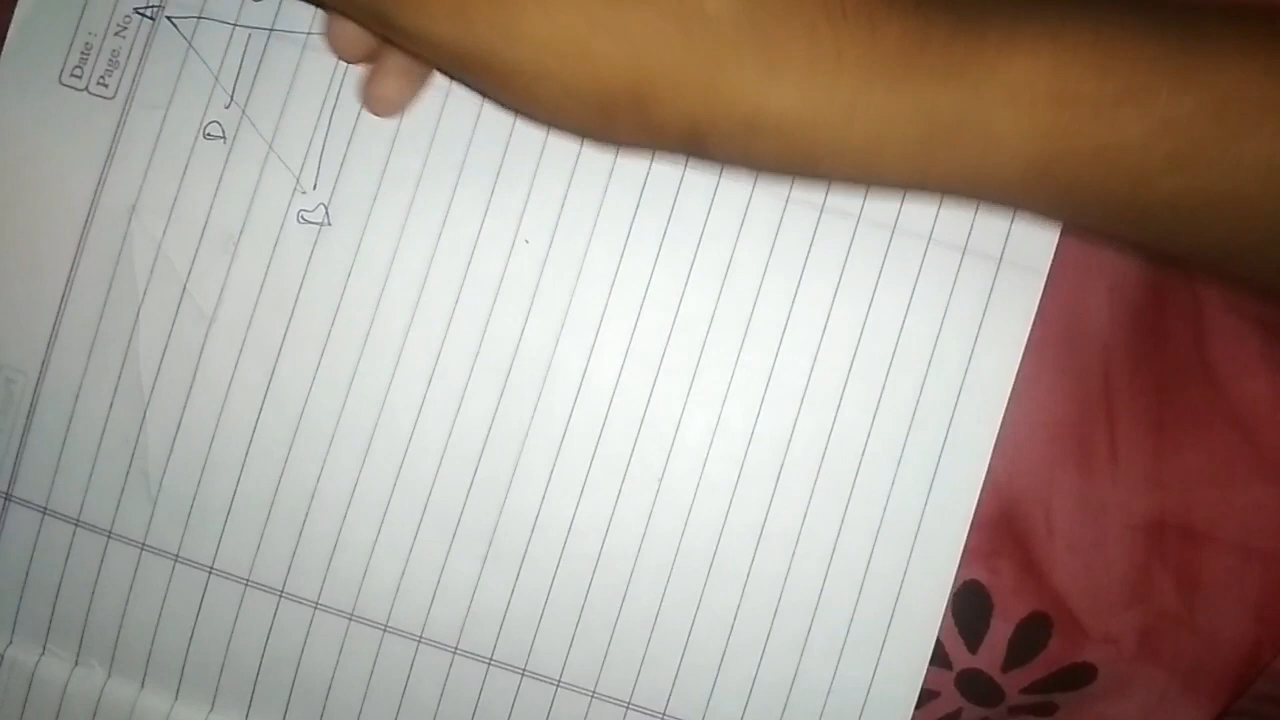 Date :
Page. No
A
D
B